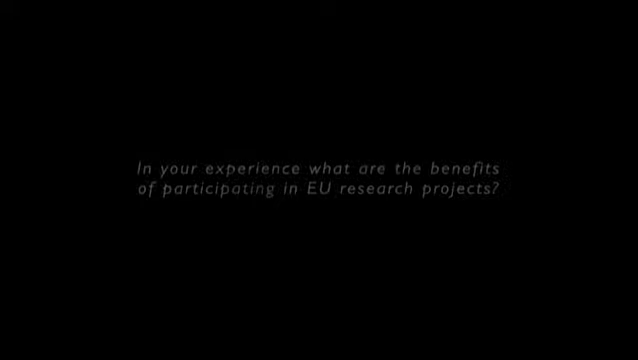 In your experience what are the benefits
of participating in EU research projects?